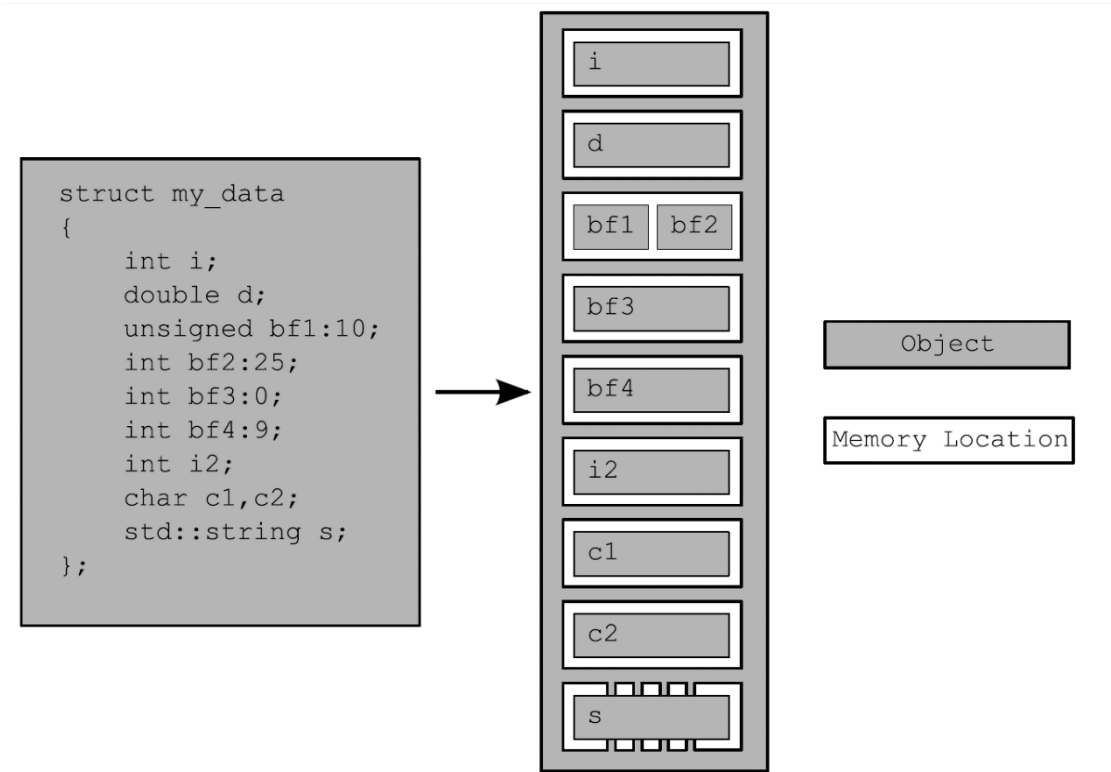 struct my_data
{
int i;
double d;
unsigned bf1:10;
int bf2:25;
int bf3:0;
int bf4:9;
int i2;
char c1,c2;
std::string s;
};
i
d
bf1 bf2
bf3
bf4
i2
c1
c2
s
Object
Memory Location